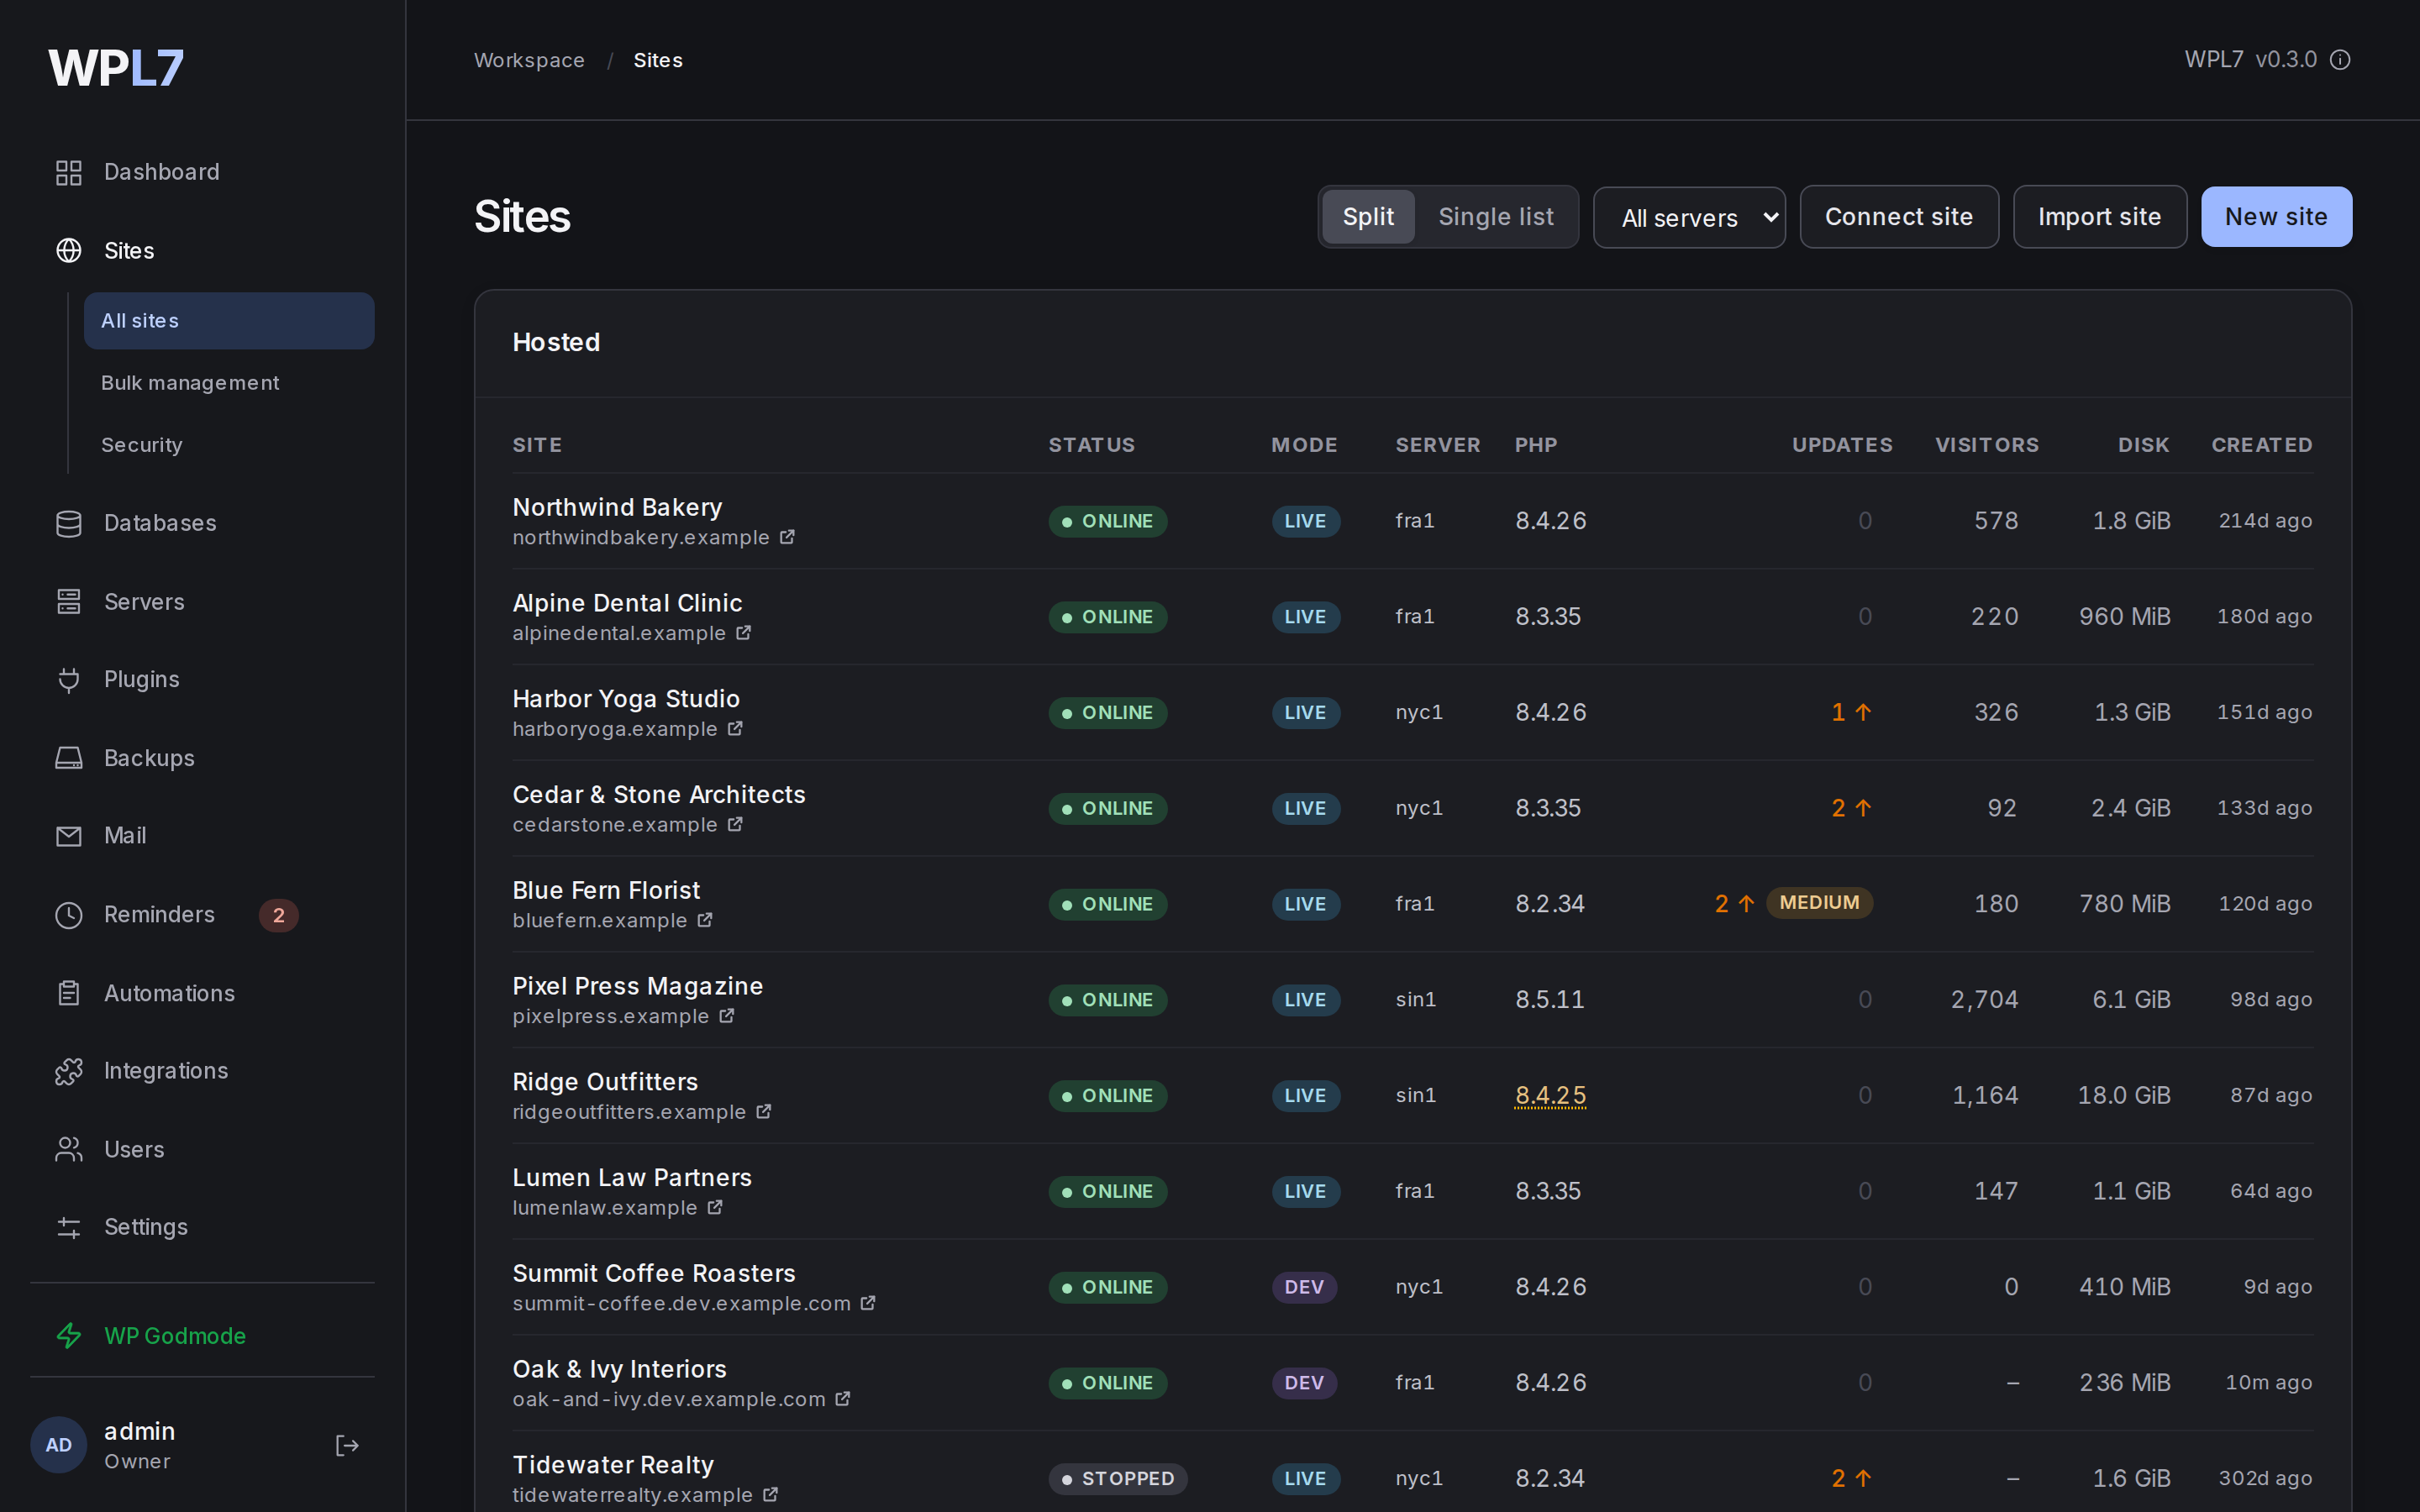 WPL7
Dashboard
Sites
All sites
Bulk management
Security
Databases
Servers
Plugins
Backups
Mail
Reminders 2
Automations
Integrations
Users
Settings
WP Godmode
AD
admin
Owner
Workspace / Sites
WPL7 v0.3.0
Sites
Split Single list All servers Connect site Import site New site
Hosted
SITE STATUS MODE SERVER PHP UPDATES VISITORS DISK CREATED
Northwind Bakery
northwindbakery.example
ONLINE LIVE fra1 8.4.26 0 578 1.8 GiB 214d ago
Alpine Dental Clinic
alpinedental.example
ONLINE LIVE fra1 8.3.35 0 220 960 MiB 180d ago
Harbor Yoga Studio
harboryoga.example
ONLINE LIVE nyc1 8.4.26 1 ↑ 326 1.3 GiB 151d ago
Cedar & Stone Architects
cedarstone.example
ONLINE LIVE nyc1 8.3.35 2 ↑ 92 2.4 GiB 133d ago
Blue Fern Florist
bluefern.example
ONLINE LIVE fra1 8.2.34 2 ↑ MEDIUM 180 780 MiB 120d ago
Pixel Press Magazine
pixelpress.example
ONLINE LIVE sin1 8.5.11 0 2,704 6.1 GiB 98d ago
Ridge Outfitters
ridgeoutfitters.example
ONLINE LIVE sin1 8.4.25 0 1,164 18.0 GiB 87d ago
Lumen Law Partners
lumenlaw.example
ONLINE LIVE fra1 8.3.35 0 147 1.1 GiB 64d ago
Summit Coffee Roasters
summit-coffee.dev.example.com
ONLINE DEV nyc1 8.4.26 0 0 410 MiB 9d ago
Oak & Ivy Interiors
oak-and-ivy.dev.example.com
ONLINE DEV fra1 8.4.26 0 – 236 MiB 10m ago
Tidewater Realty
tidewaterrealty.example
STOPPED LIVE nyc1 8.2.34 2 ↑ – 1.6 GiB 302d ago